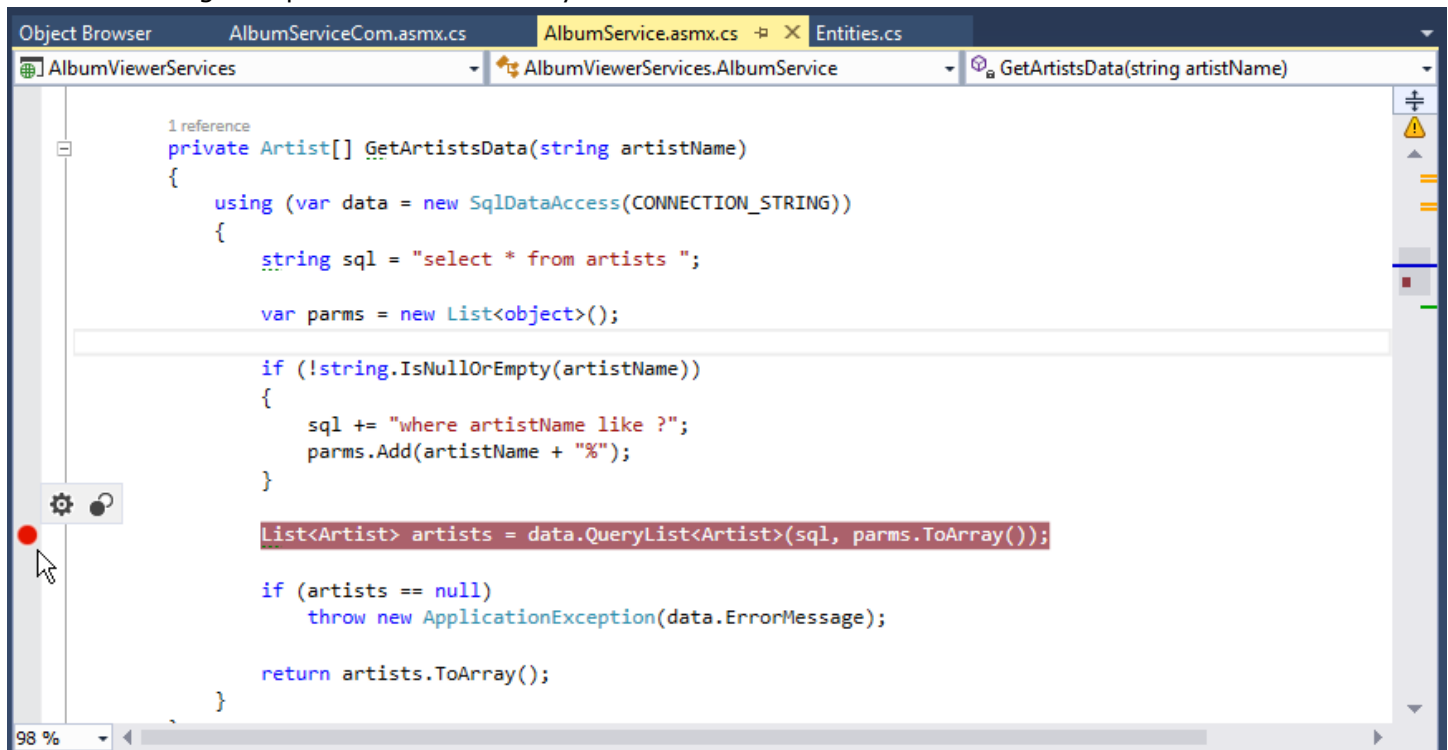 Object Browser AlbumServiceCom.asmx.cs AlbumService.asmx.cs Entities.cs
AlbumViewerServices AlbumViewerServices.AlbumService GetArtistsData(string artistName)
1 reference
private Artist[] GetArtistsData(string artistName)
{
using (var data = new SqlDataAccess(CONNECTION_STRING))
{
string sql = "select * from artists ";
var parms = new List<object>();
if (!string.IsNullOrEmpty(artistName))
{
sql += "where artistName like ?";
parms.Add(artistName + "%");
}
List<Artist> artists = data.QueryList<Artist>(sql, parms.ToArray());
if (artists == null)
throw new ApplicationException(data.ErrorMessage);
return artists.ToArray();
}
98 %